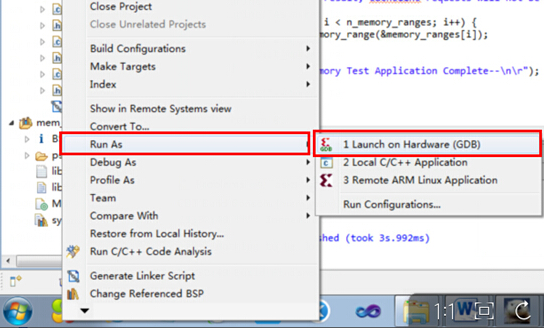 Close Project
Close Unrelated Projects
Build Configurations
Make Targets
Index
Show in Remote Systems view
Convert To...
Run As
Debug As
Profile As
Team
Compare With
Restore from Local History...
Run C/C++ Code Analysis
Generate Linker Script
Change Referenced BSP
1 Launch on Hardware (GDB)
2 Local C/C++ Application
3 Remote ARM Linux Application
Run Configurations...
i < n_memory_ranges; i++) {
_range(&memory_ranges[i]);
mory Test Application Complete--\n\r");
shed (took 3s.992ms)
mem_
B
ps
lib
lib
M
sy
1:1